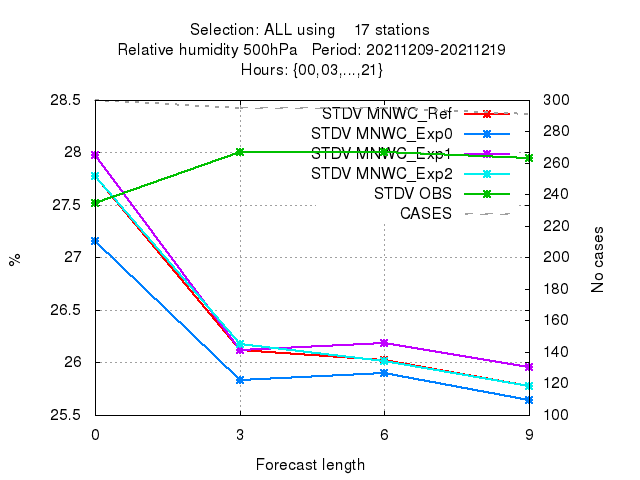 Selection: ALL using 17 stations
Relative humidity 500hPa Period: 20211209-20211219
Hours: {00,03,...,21}
28.5
28
27.5
27
26.5
26
25.5
%
300
280
260
240
220
200
180
160
140
120
100
No cases
STDV MNWC_Ref
STDV MNWC_Exp0
STDV MNWC_Exp1
STDV MNWC_Exp2
STDV OBS
CASES
0 3 6 9
Forecast length